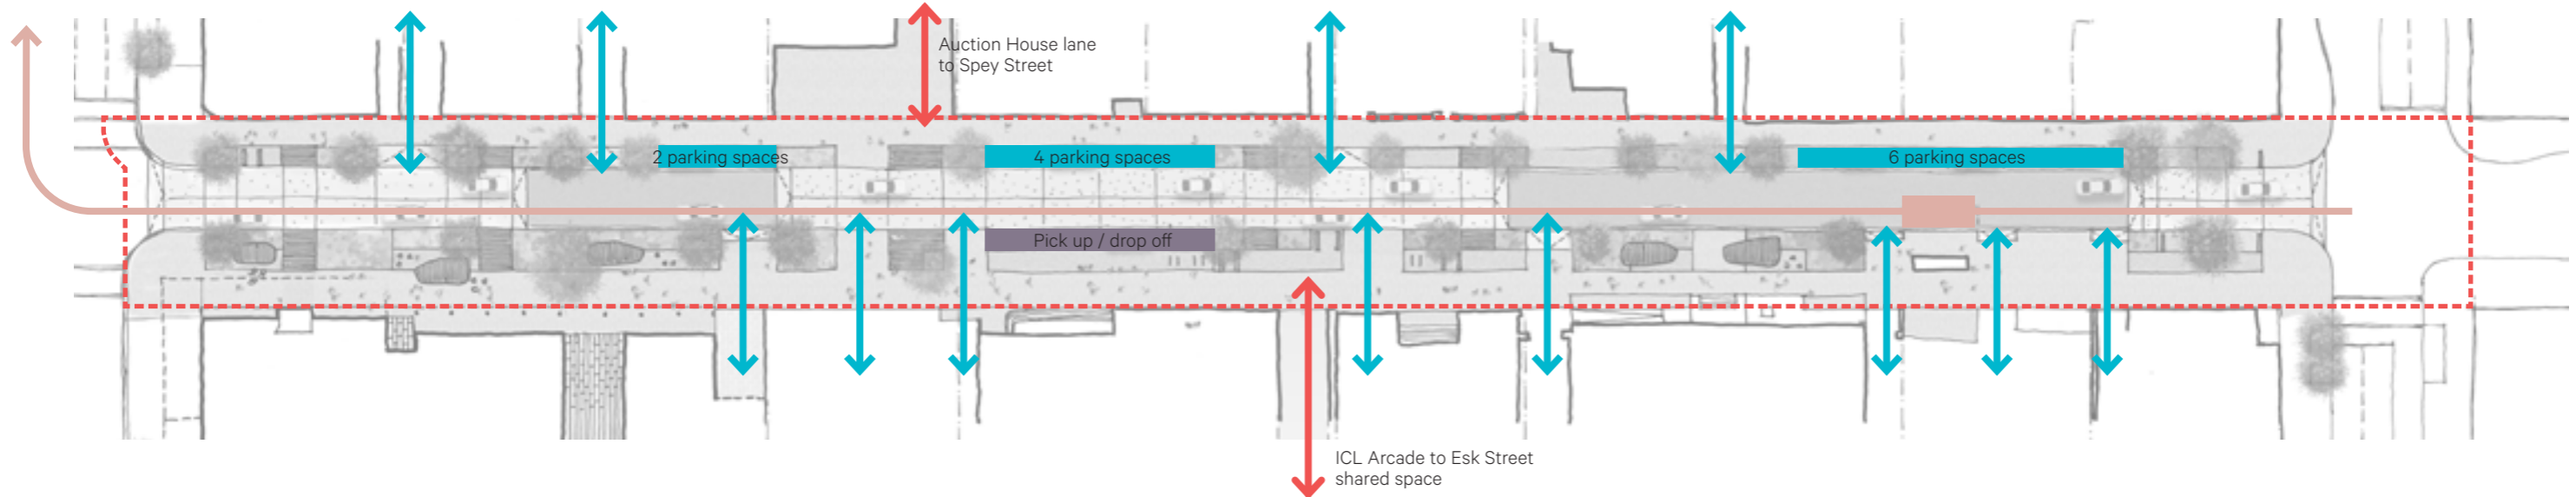 Auction House lane
to Spey Street
2 parking spaces
4 parking spaces
6 parking spaces
Pick up / drop off
ICL Arcade to Esk Street
shared space